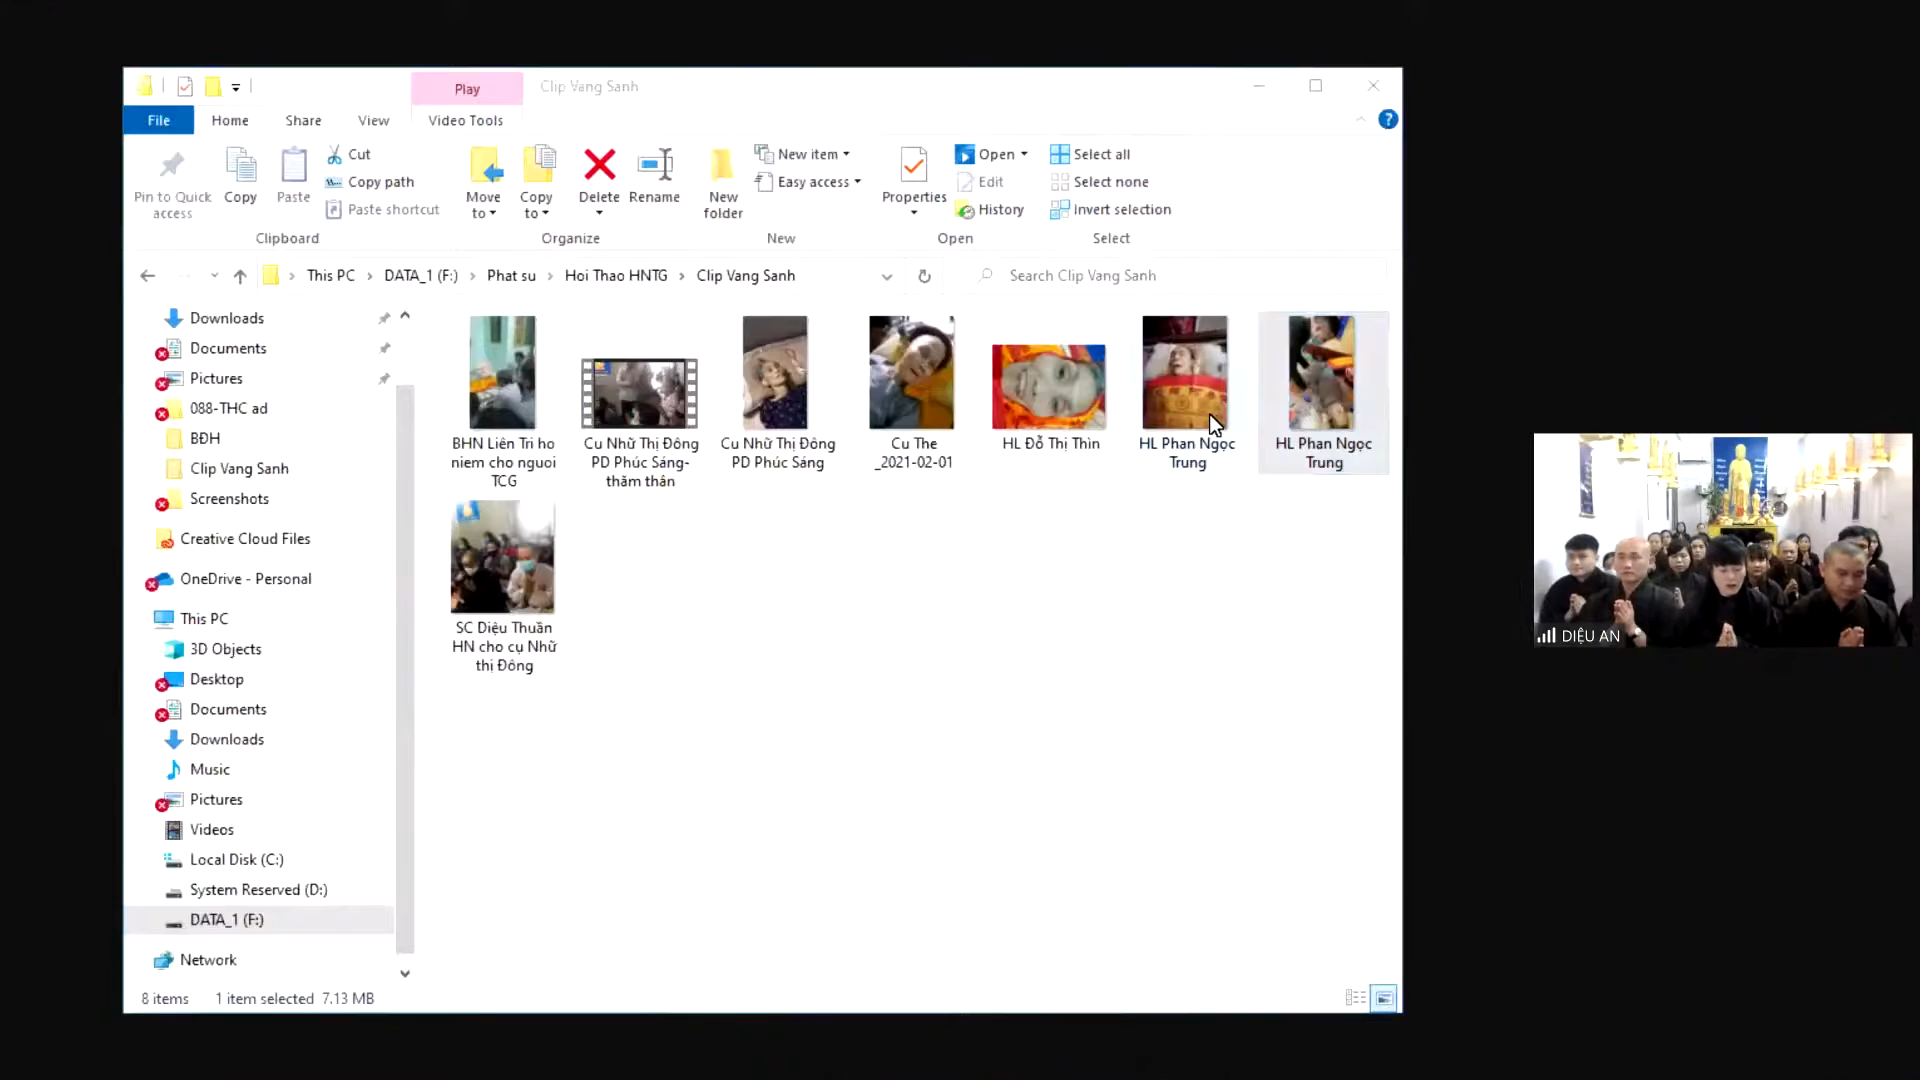 Play
Clip Vang Sanh
File
Home
Share
View
Video Tools
Pin to Quick
access
Copy
Paste
Cut
Copy path
Paste shortcut
Move
to
Copy
to
Delete
Rename
New
folder
New item
Easy access
Properties
Open
Edit
History
Select all
Select none
Invert selection
Clipboard
Organize
New
Open
Select
This PC
DATA_1 (F:)
Phat su
Hoi Thao HNTG
Clip Vang Sanh
Search Clip Vang Sanh
Downloads
Documents
Pictures
088-THC ad
BĐH
Clip Vang Sanh
Screenshots
Creative Cloud Files
OneDrive - Personal
This PC
3D Objects
Desktop
Documents
Downloads
Music
Pictures
Videos
Local Disk (C:)
System Reserved (D:)
DATA_1 (F:)
Network
BHN Liên Tri ho
niem cho nguoi
TCG
Cu Nhữ Thị Đông
PD Phúc Sáng-
thăm thân
Cu Nhữ Thị Đông
PD Phúc Sáng
Cu The
_2021-02-01
HL Đỗ Thị Thìn
HL Phan Ngọc
Trung
HL Phan Ngọc
Trung
SC Diệu Thuần
HN cho cụ Nhữ
thị Đông
8 items
1 item selected 7.13 MB
DIỆU AN